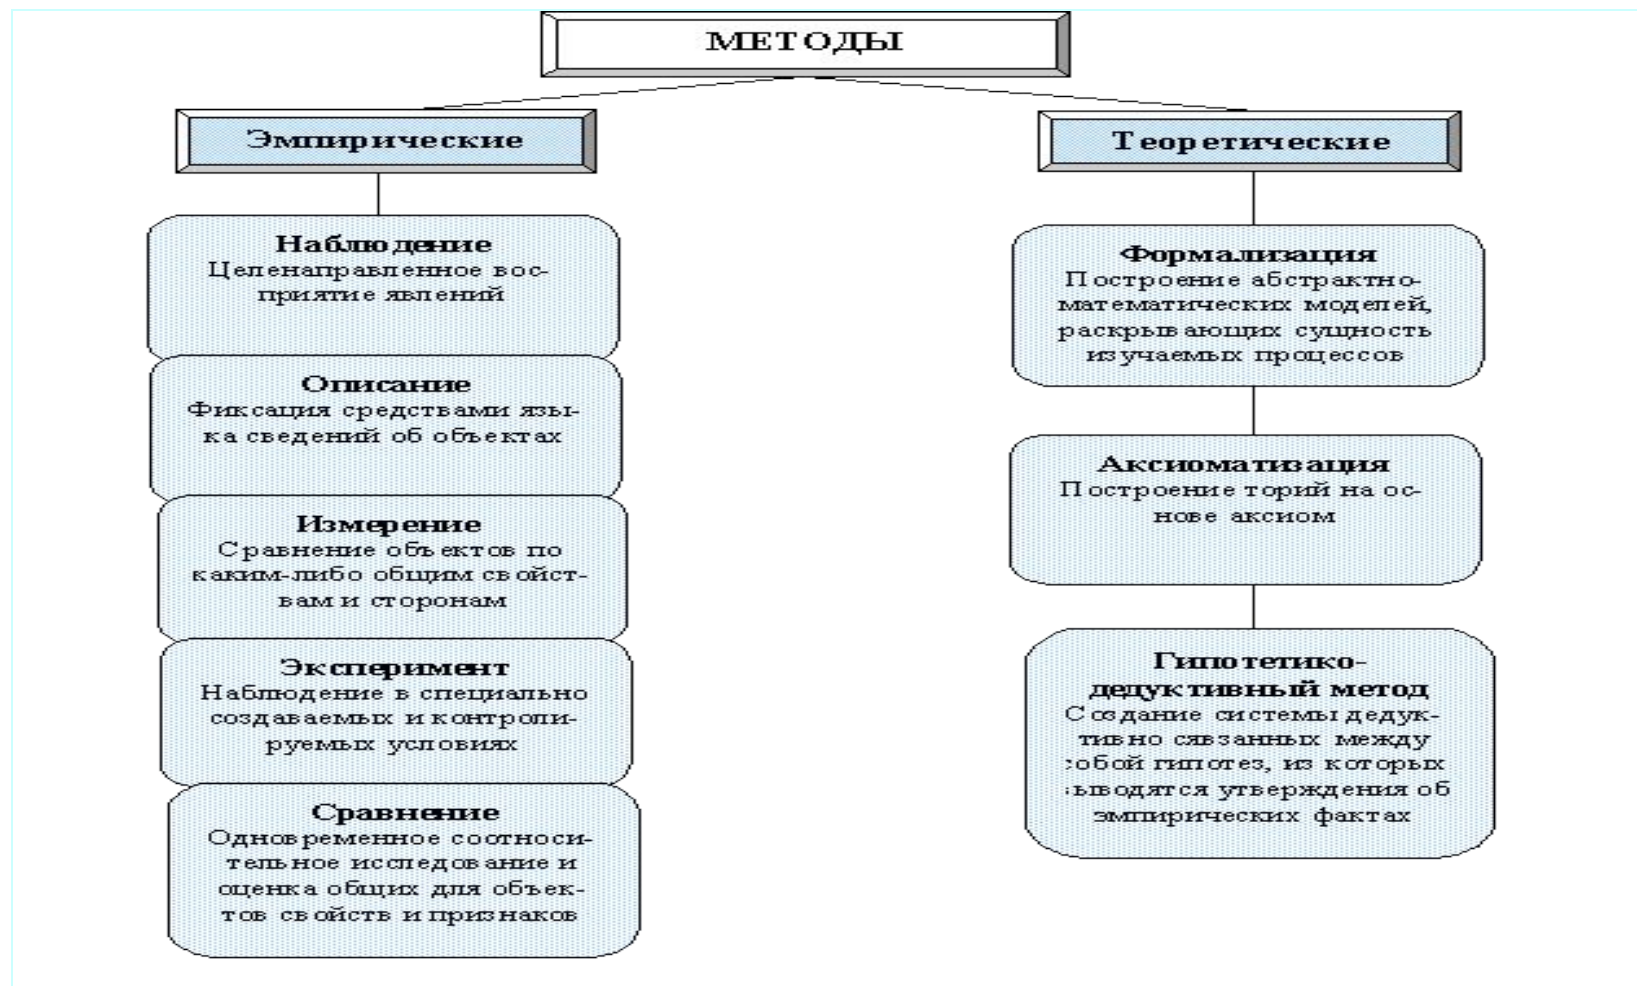 МЕТОДЫ
Эмпирические
Наблюдение
Целенаправленное вос-
приятие явлений
Описание
Фиксация средствами язы-
ка сведений об объектах
Измерение
Сравнение объектов по
каким-либо общим свойст-
вам и сторонам
Эксперимент
Наблюдение в специально
создаваемых и контроли-
руемых условиях
Сравнение
Одновременное соотноси-
тельное исследование и
оценка общих для объек-
тов свойств и признаков
Теоретические
Формализация
Построение абстрактно-
математических моделей,
раскрывающих сущность
изучаемых процессов
Аксиоматизация
Построение торий на ос-
нове аксиом
Гипотетико-
дедуктивный метод
Создание системы дедук-
тивно сявзанных между
собой гипотез, из которых
выводятся утверждения об
эмпирических фактах